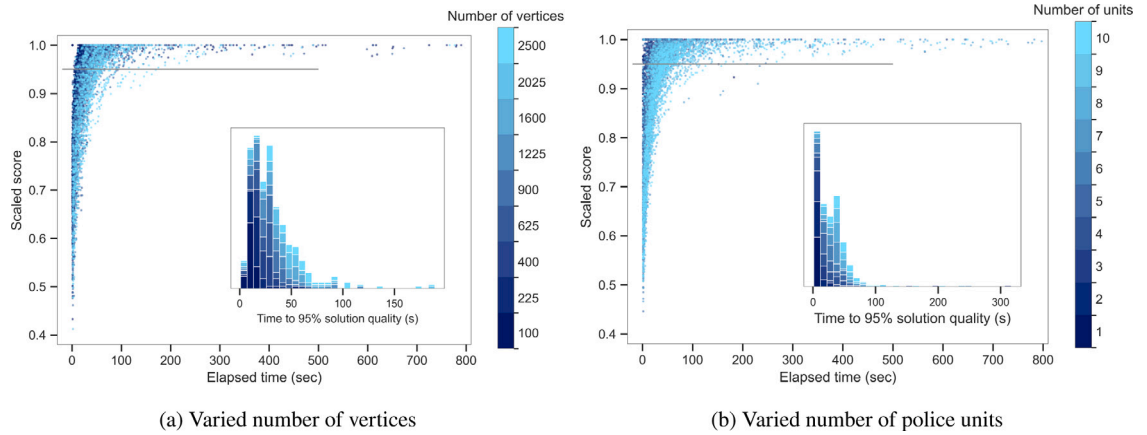 Number of vertices
1.0
0.9
0.8
0.7
0.6
0.5
0.4
Scaled score
0 50 100 150
Time to 95% solution quality (s)
0 100 200 300 400 500 600 700 800
Elapsed time (sec)
2500
2025
1600
1225
900
625
400
225
100
(a) Varied number of vertices
Number of units
1.0
0.9
0.8
0.7
0.6
0.5
0.4
Scaled score
0 100 200 300
Time to 95% solution quality (s)
0 100 200 300 400 500 600 700 800
Elapsed time (sec)
10
9
8
7
6
5
4
3
2
1
(b) Varied number of police units